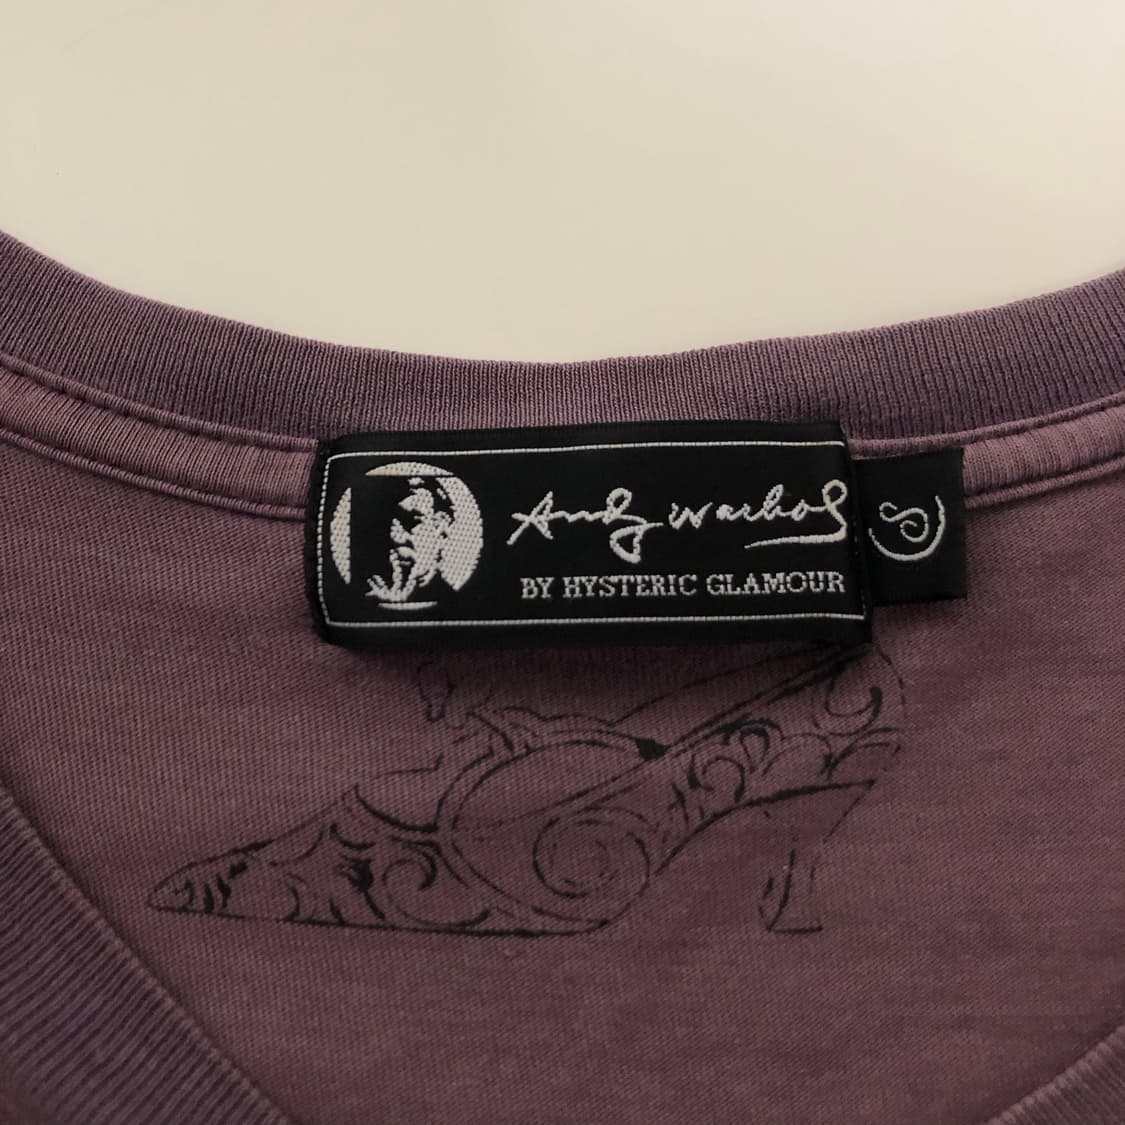 Andy Warhol
BY HYSTERIC GLAMOUR
S